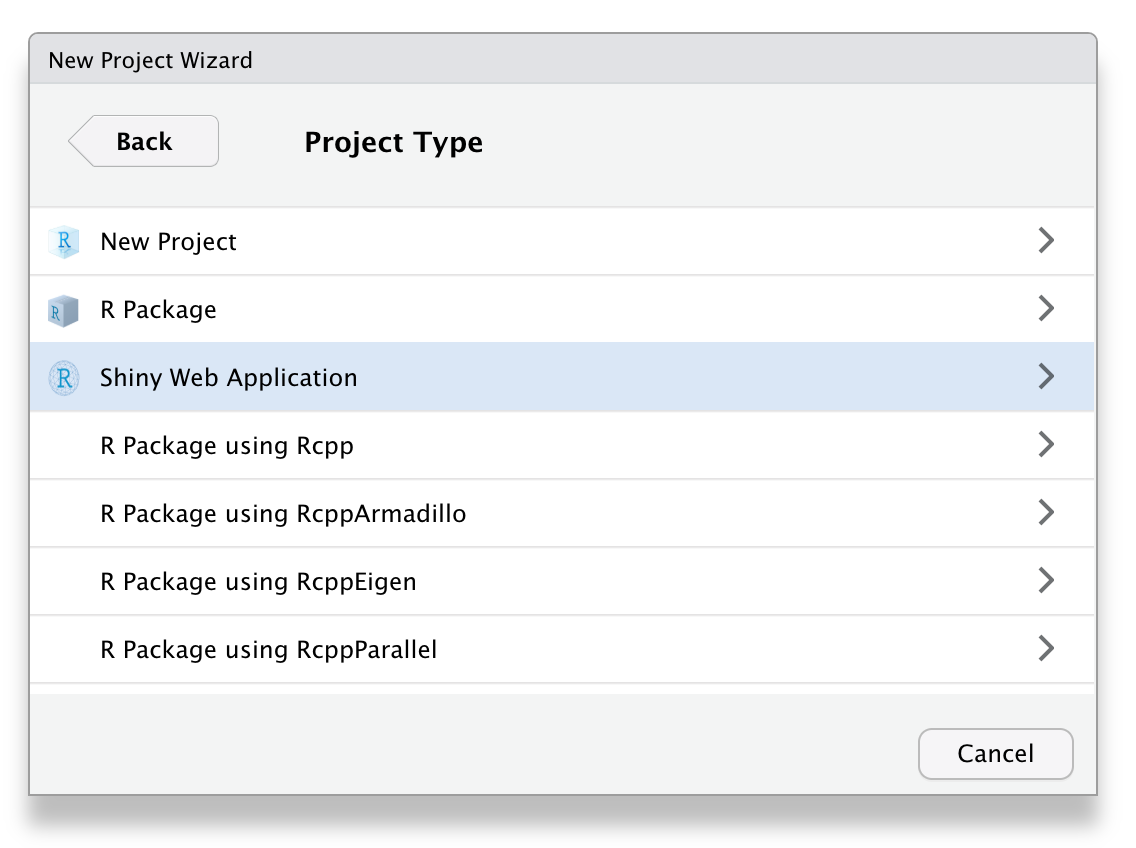 New Project Wizard
Back
Project Type
R New Project
R R Package
R Shiny Web Application
R Package using Rcpp
R Package using RcppArmadillo
R Package using RcppEigen
R Package using RcppParallel
Cancel